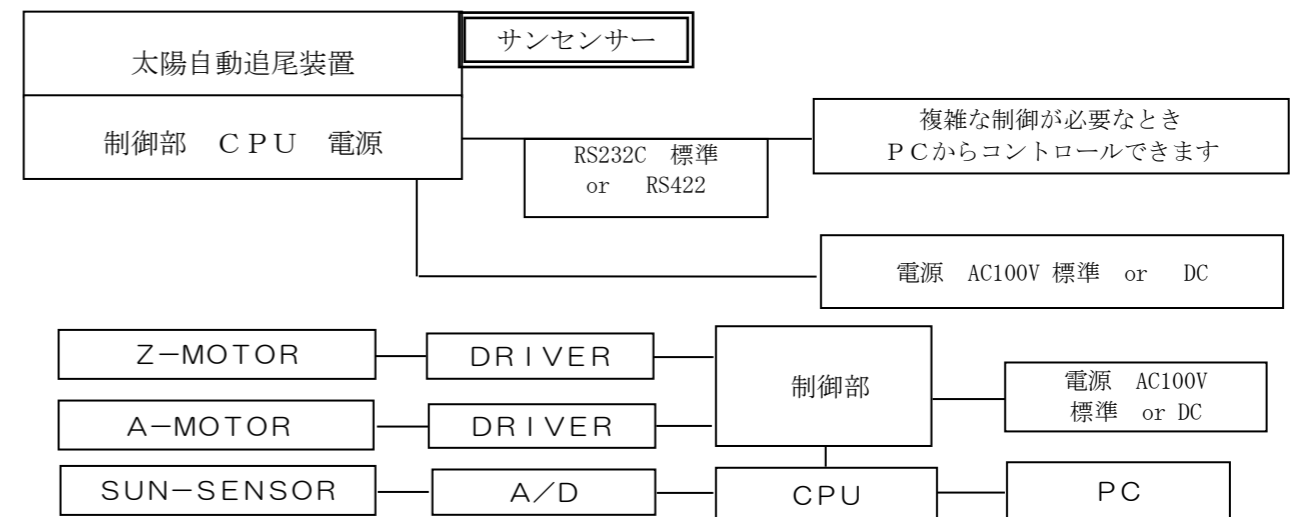 太陽自動追尾装置
サンセンサー
制御部　ＣＰＵ　電源
RS232C　標準
or　RS422
複雑な制御が必要なとき
ＰＣからコントロールできます
電源　AC100V 標準　or　DC
Ｚ－ＭＯＴＯＲ
ＤＲＩＶＥＲ
制御部
電源　AC100V
標準　or DC
Ａ－ＭＯＴＯＲ
ＤＲＩＶＥＲ
ＳＵＮ－ＳＥＮＳＯＲ
Ａ／Ｄ
ＣＰＵ
ＰＣ